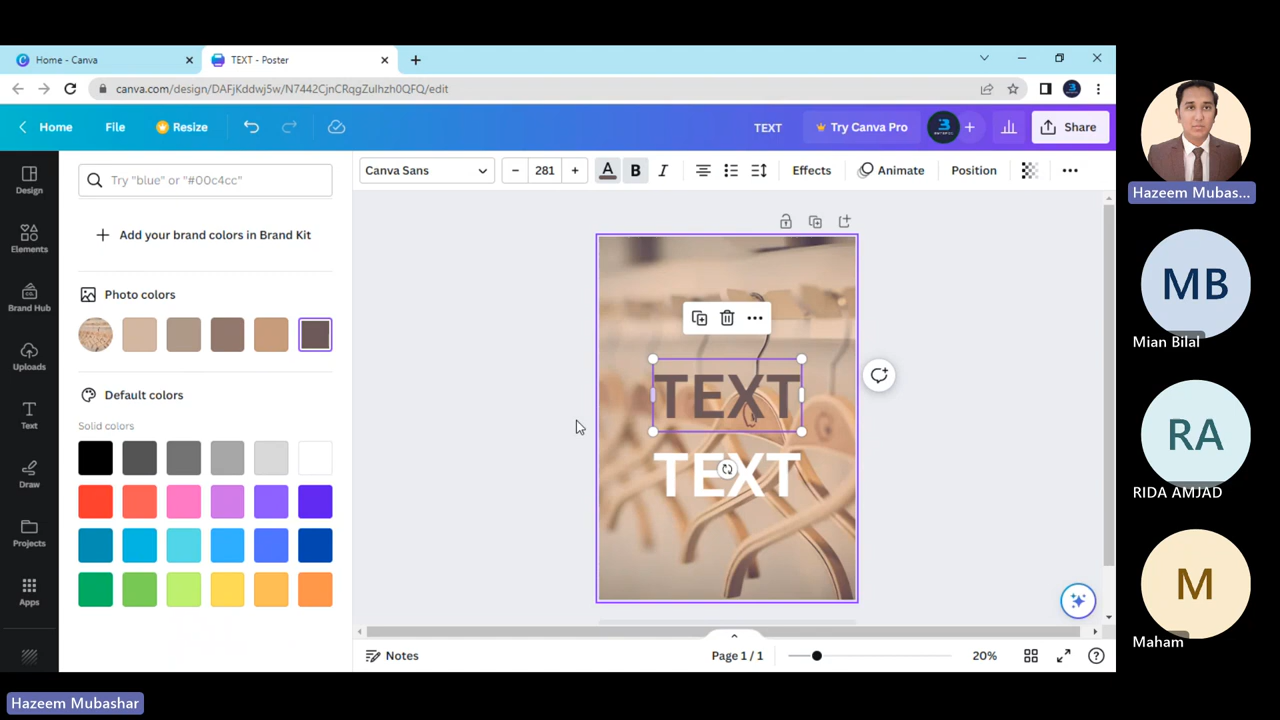 Home - Canva
TEXT - Poster
canva.com/design/DAFjKddwj5w/N7442CjnCRqgZulhzh0QFQ/edit
Home
File
Resize
TEXT
Try Canva Pro
Share
Design
Elements
Brand Hub
Uploads
Text
Draw
Projects
Apps
Try "blue" or "#00c4cc"
Add your brand colors in Brand Kit
Photo colors
Default colors
Solid colors
Canva Sans
281
A
B
I
Effects
Animate
Position
TEXT
TEXT
Notes
Page 1 / 1
20%
Hazeem Mubas...
MB
Mian Bilal
RA
RIDA AMJAD
M
Maham
Hazeem Mubashar